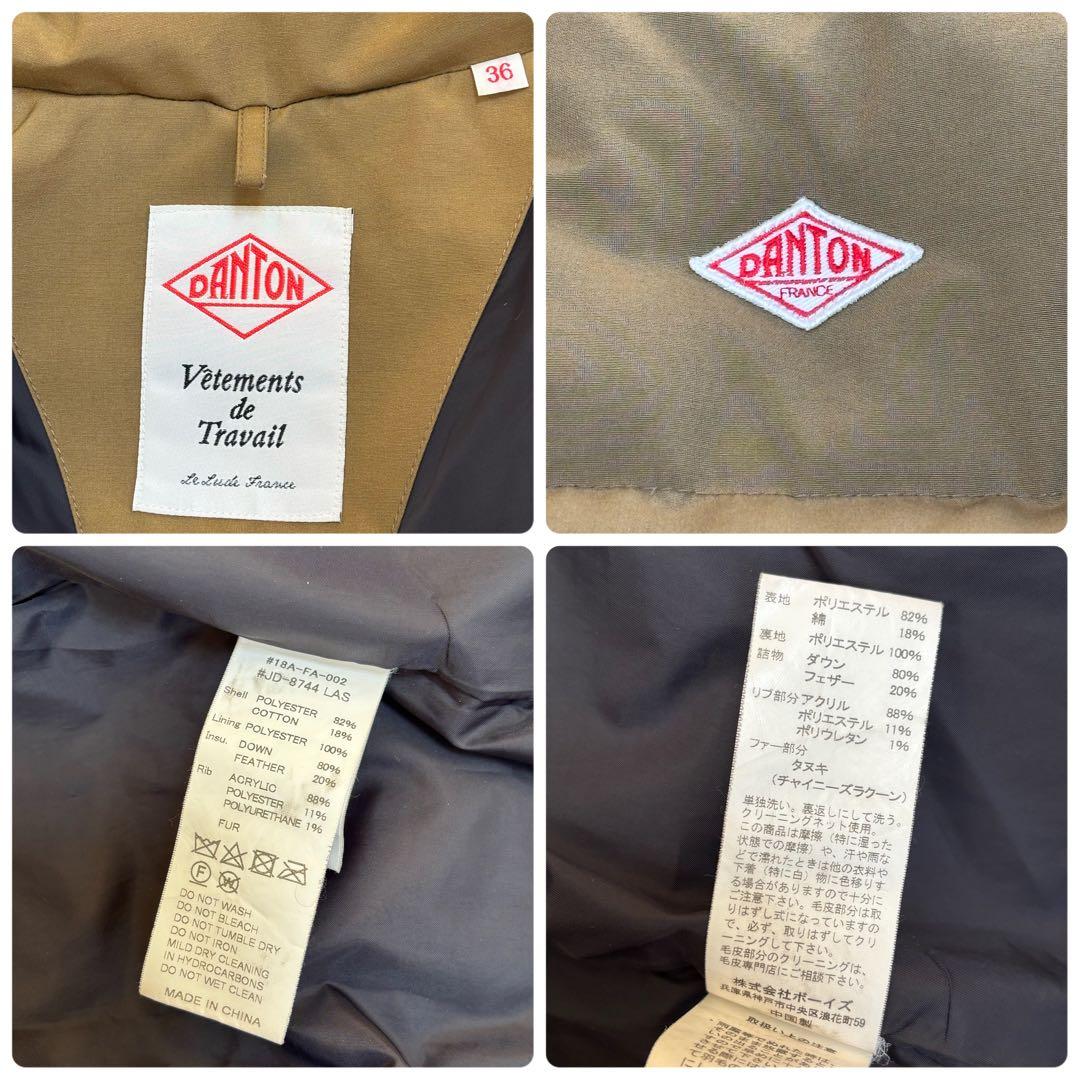 36
DANTON
Vêtements
de
Travail
Le Lude France
DANTON
FRANCE
#18A-FA-002
#JD-8744 LAS
Shell POLYESTER 82%
COTTON 18%
Lining POLYESTER 100%
Insu. DOWN 80%
FEATHER 20%
Rib ACRYLIC 88%
POLYESTER 11%
POLYURETHANE 1%
FUR
DO NOT WASH
DO NOT BLEACH
DO NOT TUMBLE DRY
DO NOT IRON
MILD DRY CLEANING
IN HYDROCARBONS
DO NOT WET CLEAN
MADE IN CHINA
表地 ポリエステル 82%
綿 18%
裏地 ポリエステル 100%
詰物 ダウン 80%
フェザー 20%
リブ部分 アクリル 88%
ポリエステル 11%
ポリウレタン 1%
ファー部分
タヌキ
(チャイニーズラクーン)
単独洗い。裏返しにして洗う。
クリーニングネット使用。
この商品は摩擦(特に湿った
状態での摩擦)や、汗や雨な
どで濡れたときは他の衣料や
下着(特に白)物に色移りす
る場合がありますので十分に
ご注意下さい。毛皮部分は取
りはずし式になっていますの
で、必ず、取りはずしてクリ
ーニングして下さい。
毛皮部分のクリーニングは、
毛皮専門店にご相談下さい。
株式会社ボーイズ
兵庫県神戸市中央区浪花町59
中国製
取扱い上の注意